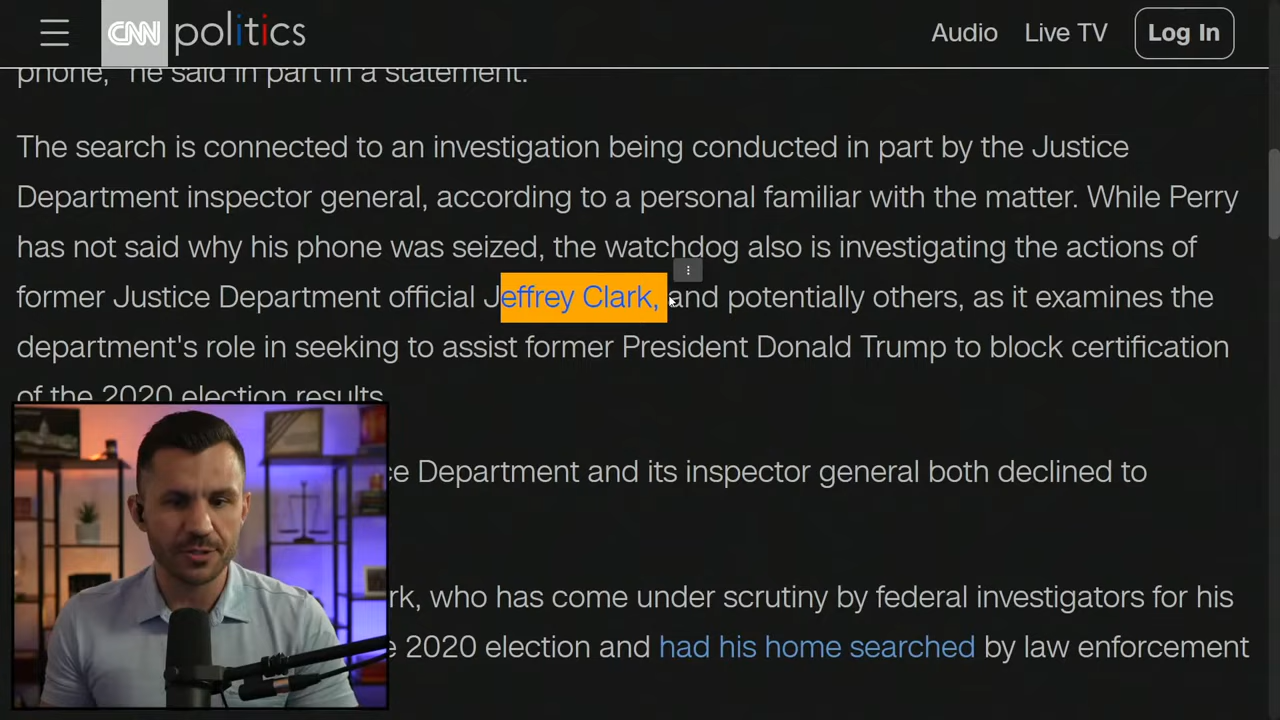 CNN politics
Audio
Live TV
Log In
phone," he said in part in a statement.
The search is connected to an investigation being conducted in part by the Justice
Department inspector general, according to a personal familiar with the matter. While Perry
has not said why his phone was seized, the watchdog also is investigating the actions of
former Justice Department official Jeffrey Clark, and potentially others, as it examines the
department's role in seeking to assist former President Donald Trump to block certification
of the 2020 election results
ce Department and its inspector general both declined to
rk, who has come under scrutiny by federal investigators for his
e 2020 election and had his home searched by law enforcement